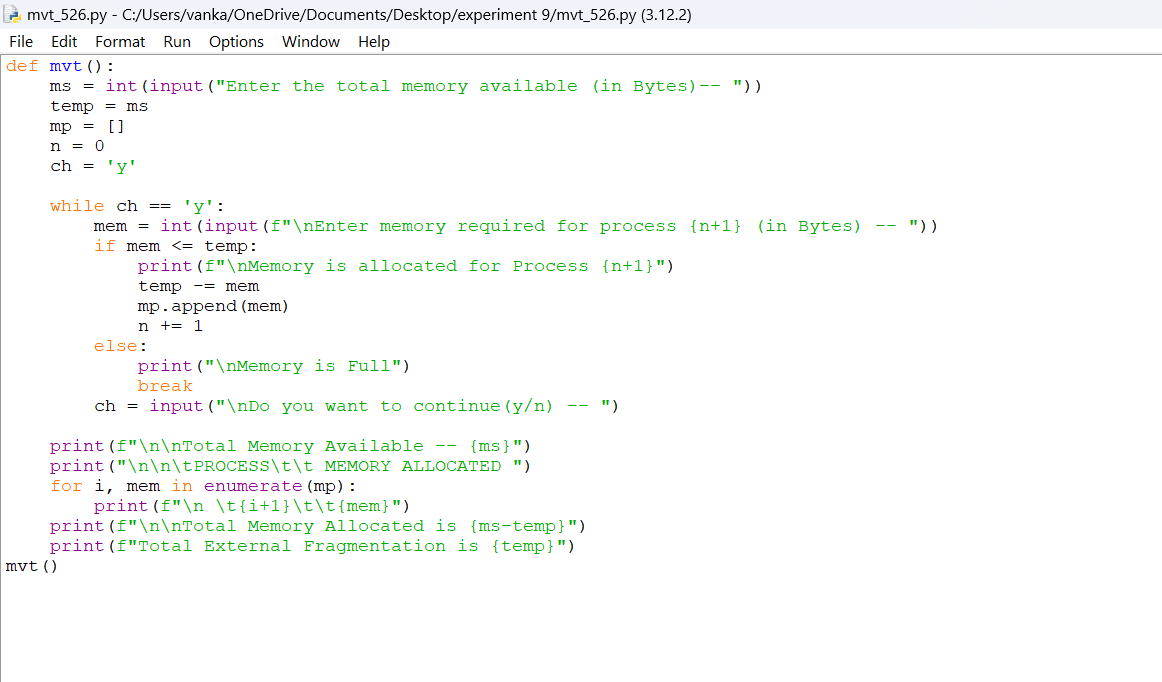 mvt_526.py - C:/Users/vanka/OneDrive/Documents/Desktop/experiment 9/mvt_526.py (3.12.2)
File Edit Format Run Options Window Help
def mvt():
    ms = int(input("Enter the total memory available (in Bytes)-- "))
    temp = ms
    mp = []
    n = 0
    ch = 'y'

    while ch == 'y':
        mem = int(input(f"\nEnter memory required for process {n+1} (in Bytes) -- "))
        if mem <= temp:
            print(f"\nMemory is allocated for Process {n+1}")
            temp -= mem
            mp.append(mem)
            n += 1
        else:
            print("\nMemory is Full")
            break
        ch = input("\nDo you want to continue(y/n) -- ")

    print(f"\n\nTotal Memory Available -- {ms}")
    print("\n\n\tPROCESS\t\t MEMORY ALLOCATED ")
    for i, mem in enumerate(mp):
        print(f"\n \t{i+1}\t\t{mem}")
    print(f"\n\nTotal Memory Allocated is {ms-temp}")
    print(f"Total External Fragmentation is {temp}")
mvt()